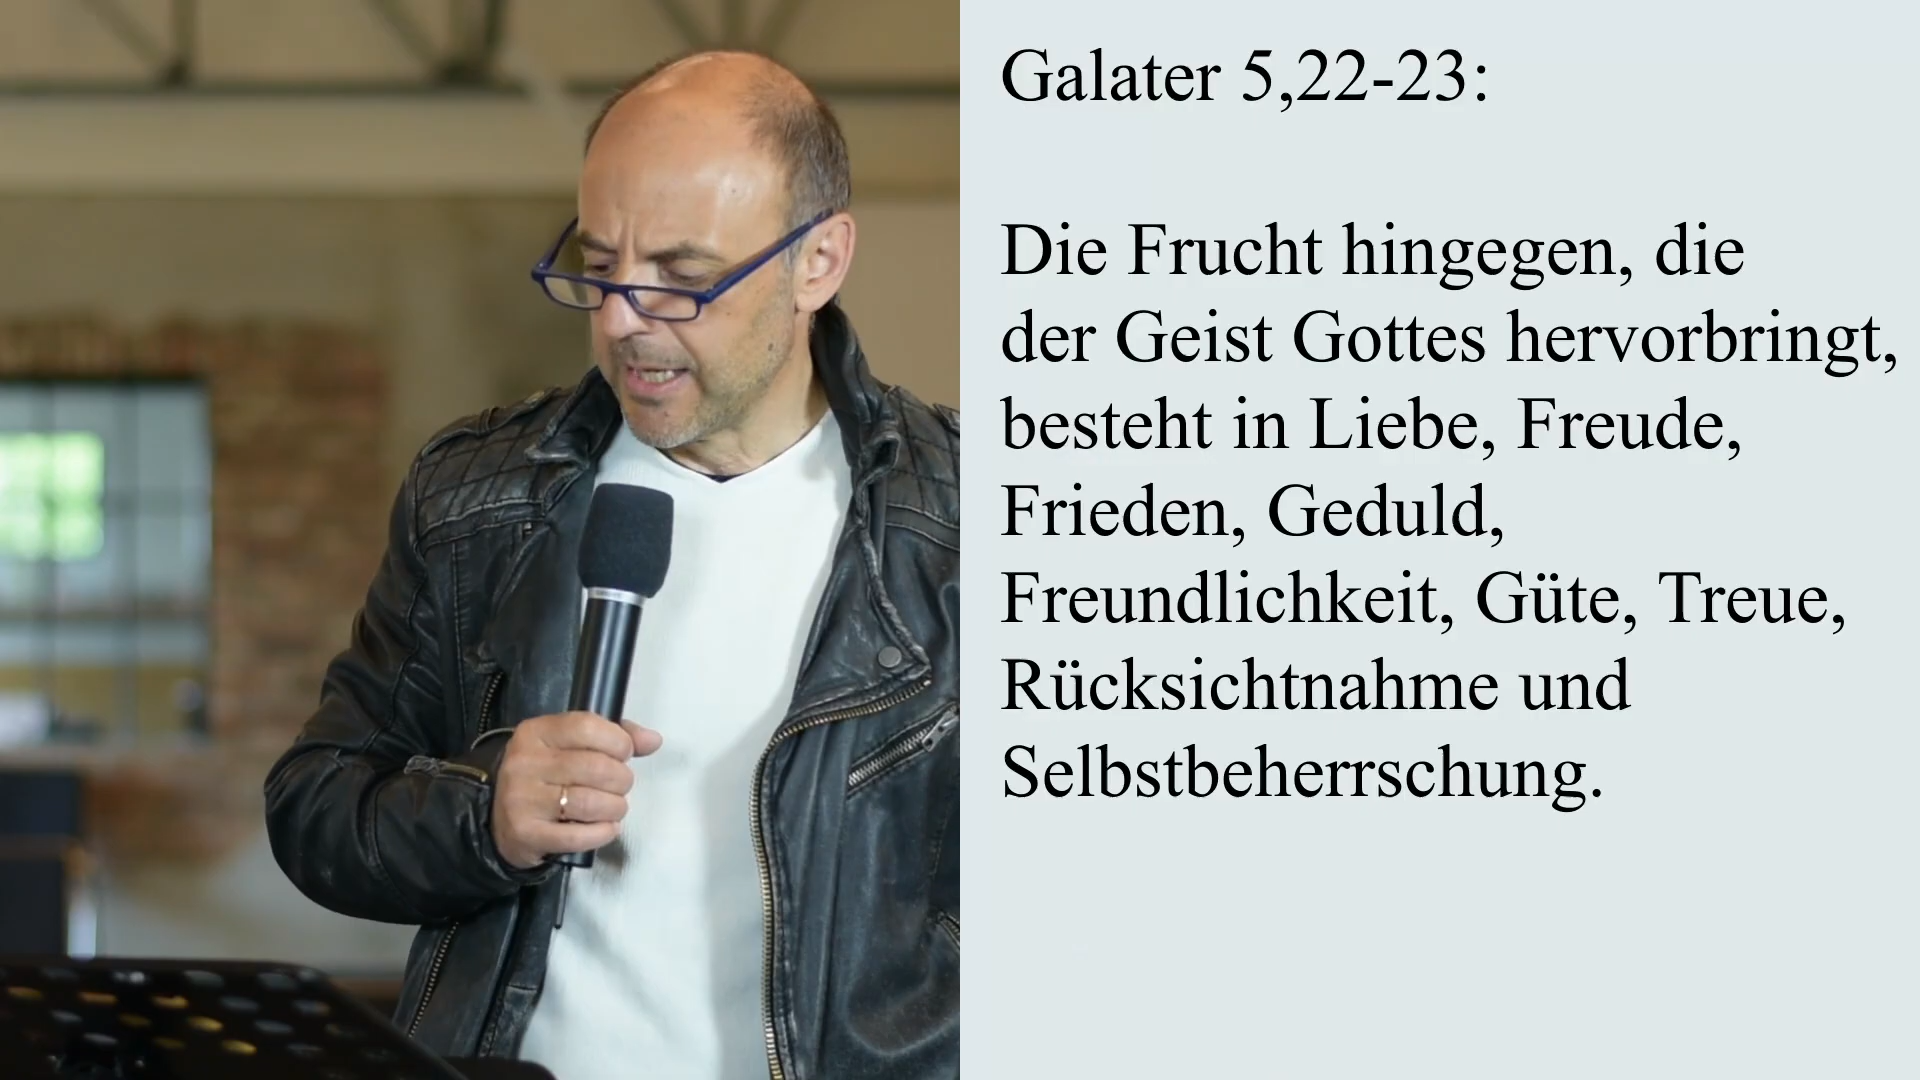 Galater 5,22-23:
Die Frucht hingegen, die
der Geist Gottes hervorbringt,
besteht in Liebe, Freude,
Frieden, Geduld,
Freundlichkeit, Güte, Treue,
Rücksichtnahme und
Selbstbeherrschung.